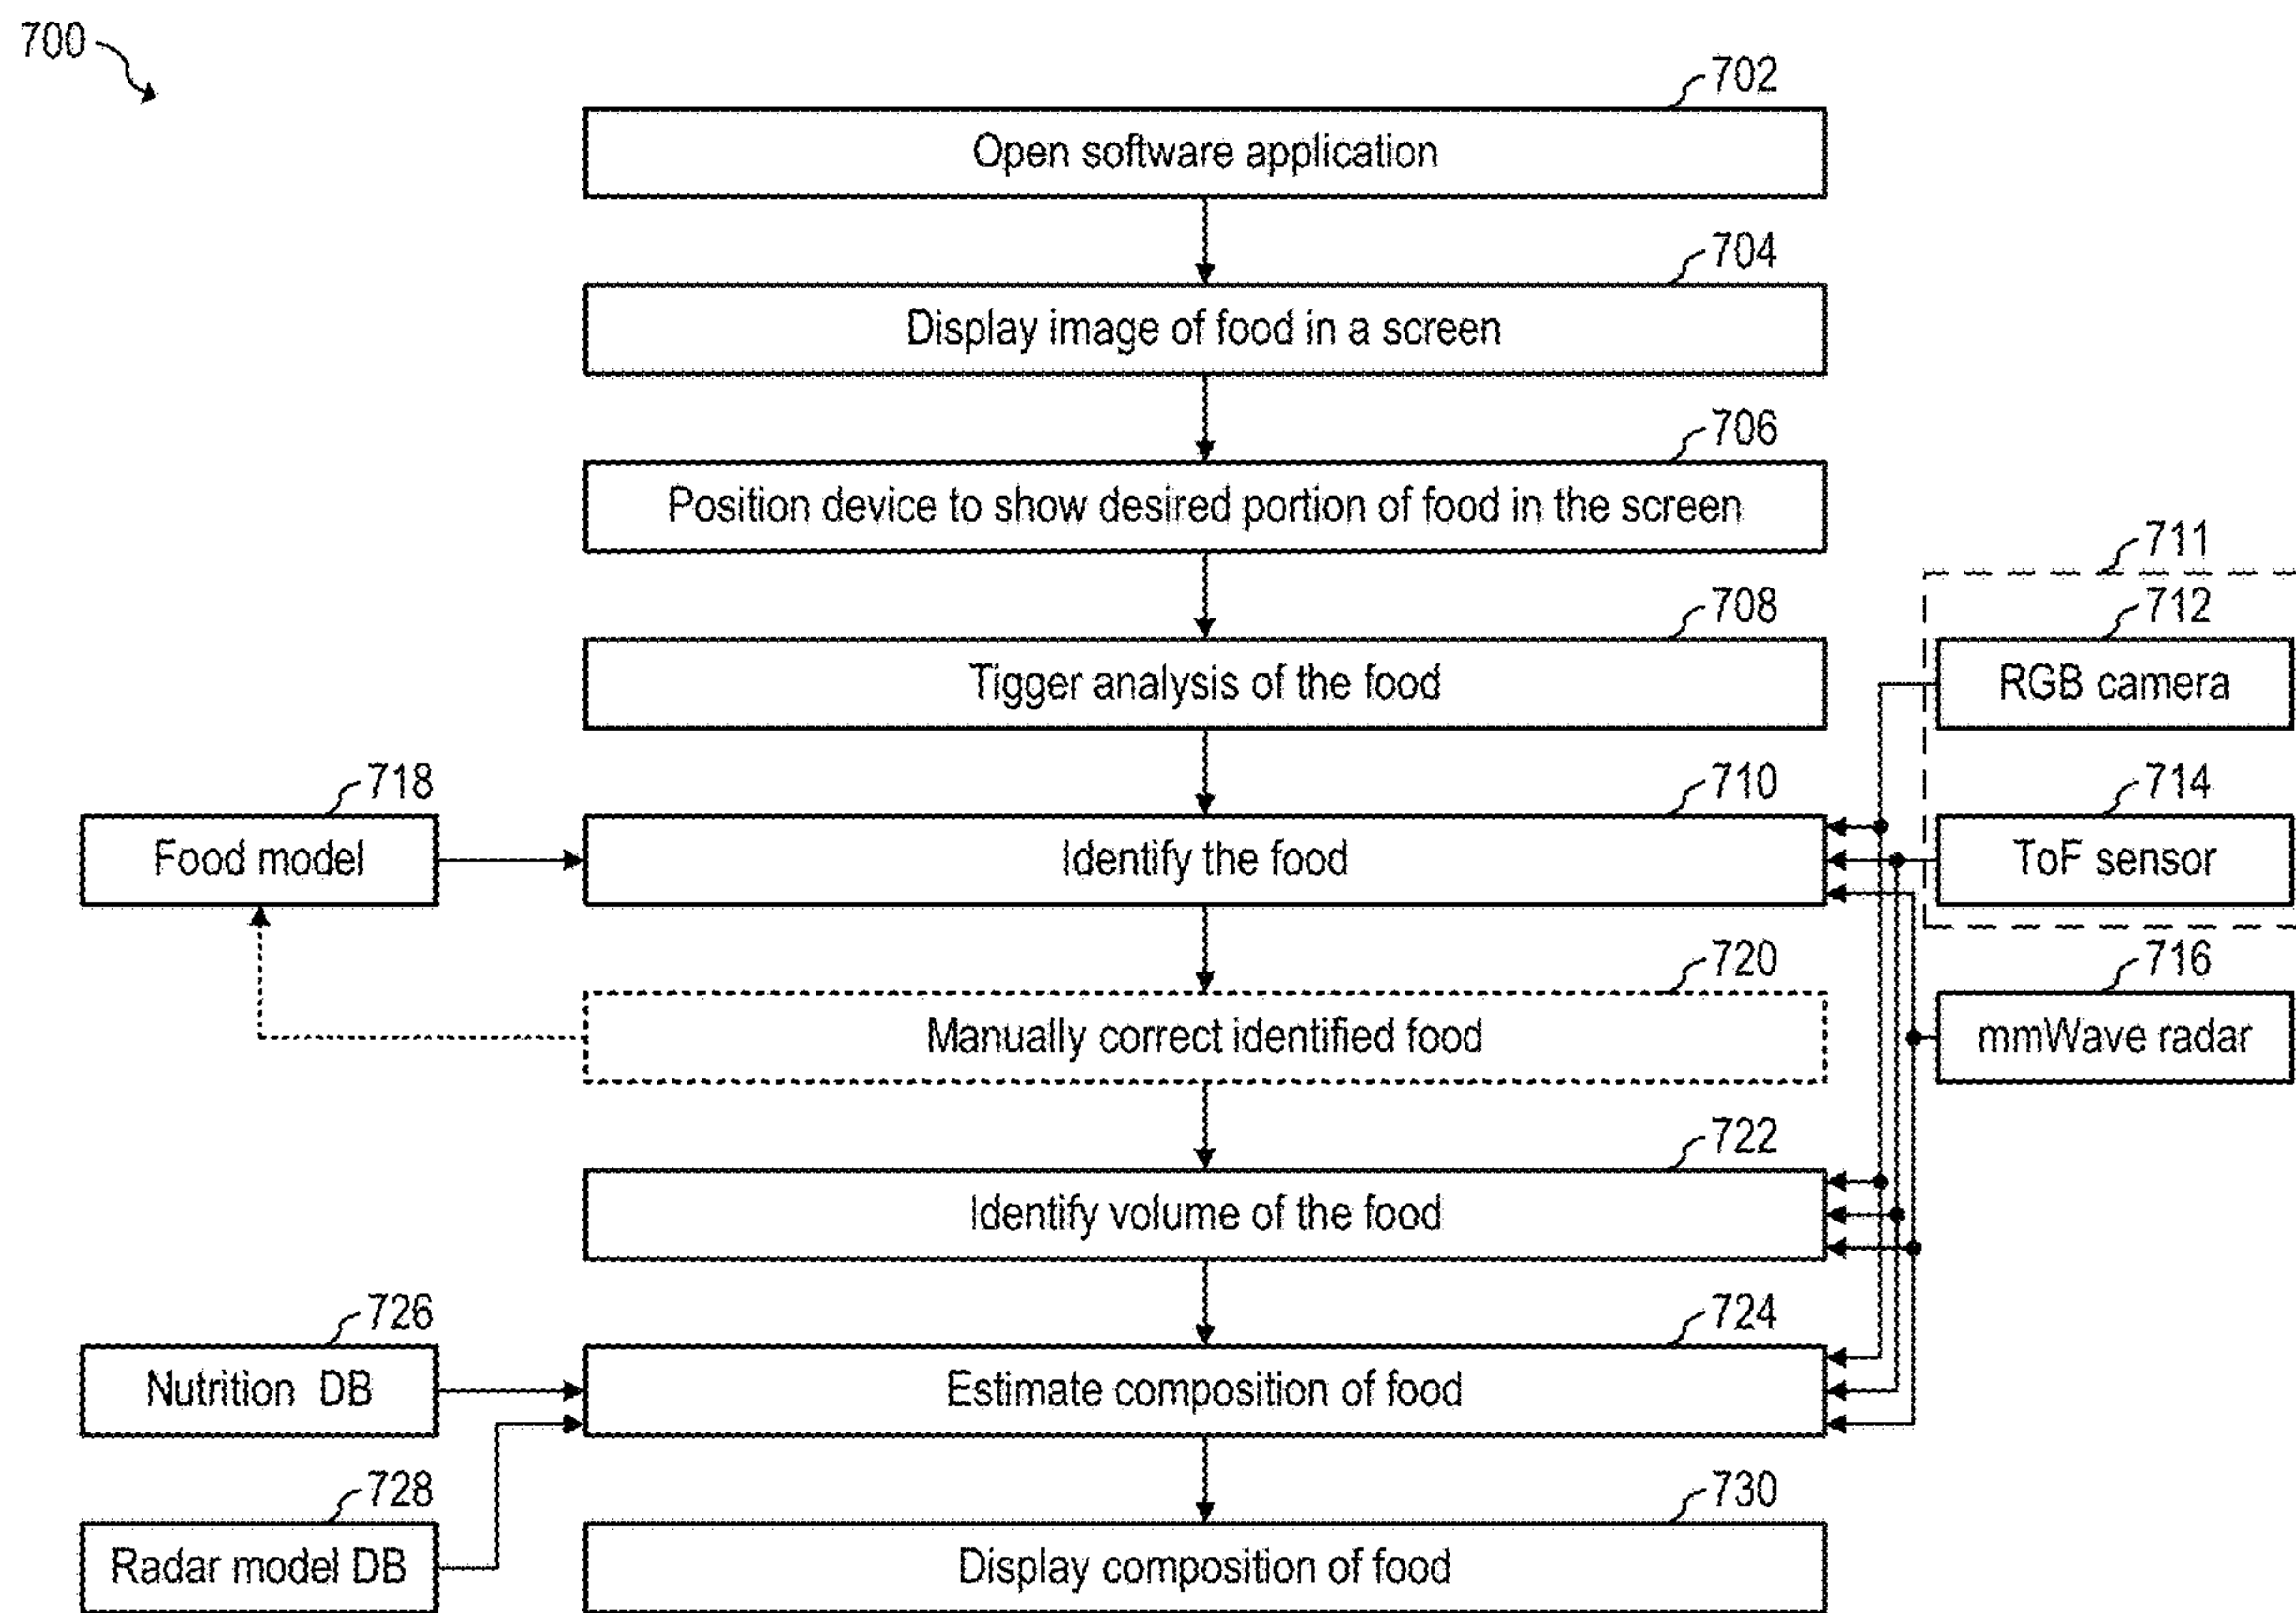 700
702
Open software application
704
Display image of food in a screen
706
Position device to show desired portion of food in the screen
711
708
712
Tigger analysis of the food
RGB camera
718
710
714
Food model
Identify the food
ToF sensor
720
716
Manually correct identified food
mmWave radar
722
Identify volume of the food
726
724
Nutrition DB
Estimate composition of food
728
730
Radar model DB
Display composition of food